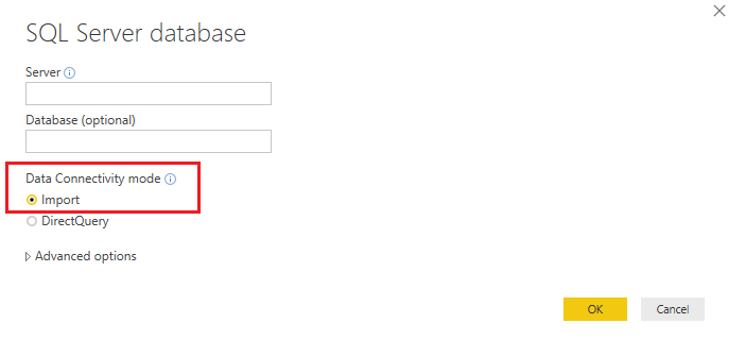 SQL Server database
Server
Database (optional)
Data Connectivity mode
Import
DirectQuery
Advanced options
OK Cancel